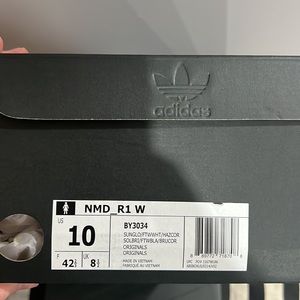 adidas
NMD_R1 W
US
10
F
42⅔
UK
8½
BY3034
SUNGLO/FTWWHT/HAZCOR
SOLBRI/FTWBLA/BRUCOR
ORIGINALS
ORIGINALS
MADE IN VIETNAM
FABRIQUÉ AU VIETNAM